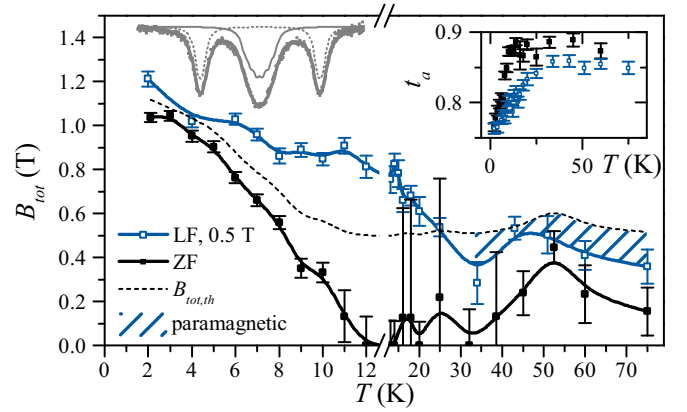 1.4
1.2
1.0
0.8
0.6
0.4
0.2
0.0
B_tot (T)
LF, 0.5 T
ZF
B_tot,th
paramagnetic
0.9
0.8
t_a
0 50
T (K)
0 2 4 6 8 10 12 15 20 25 30 35 40 45 50 55 60 65 70 75
T (K)